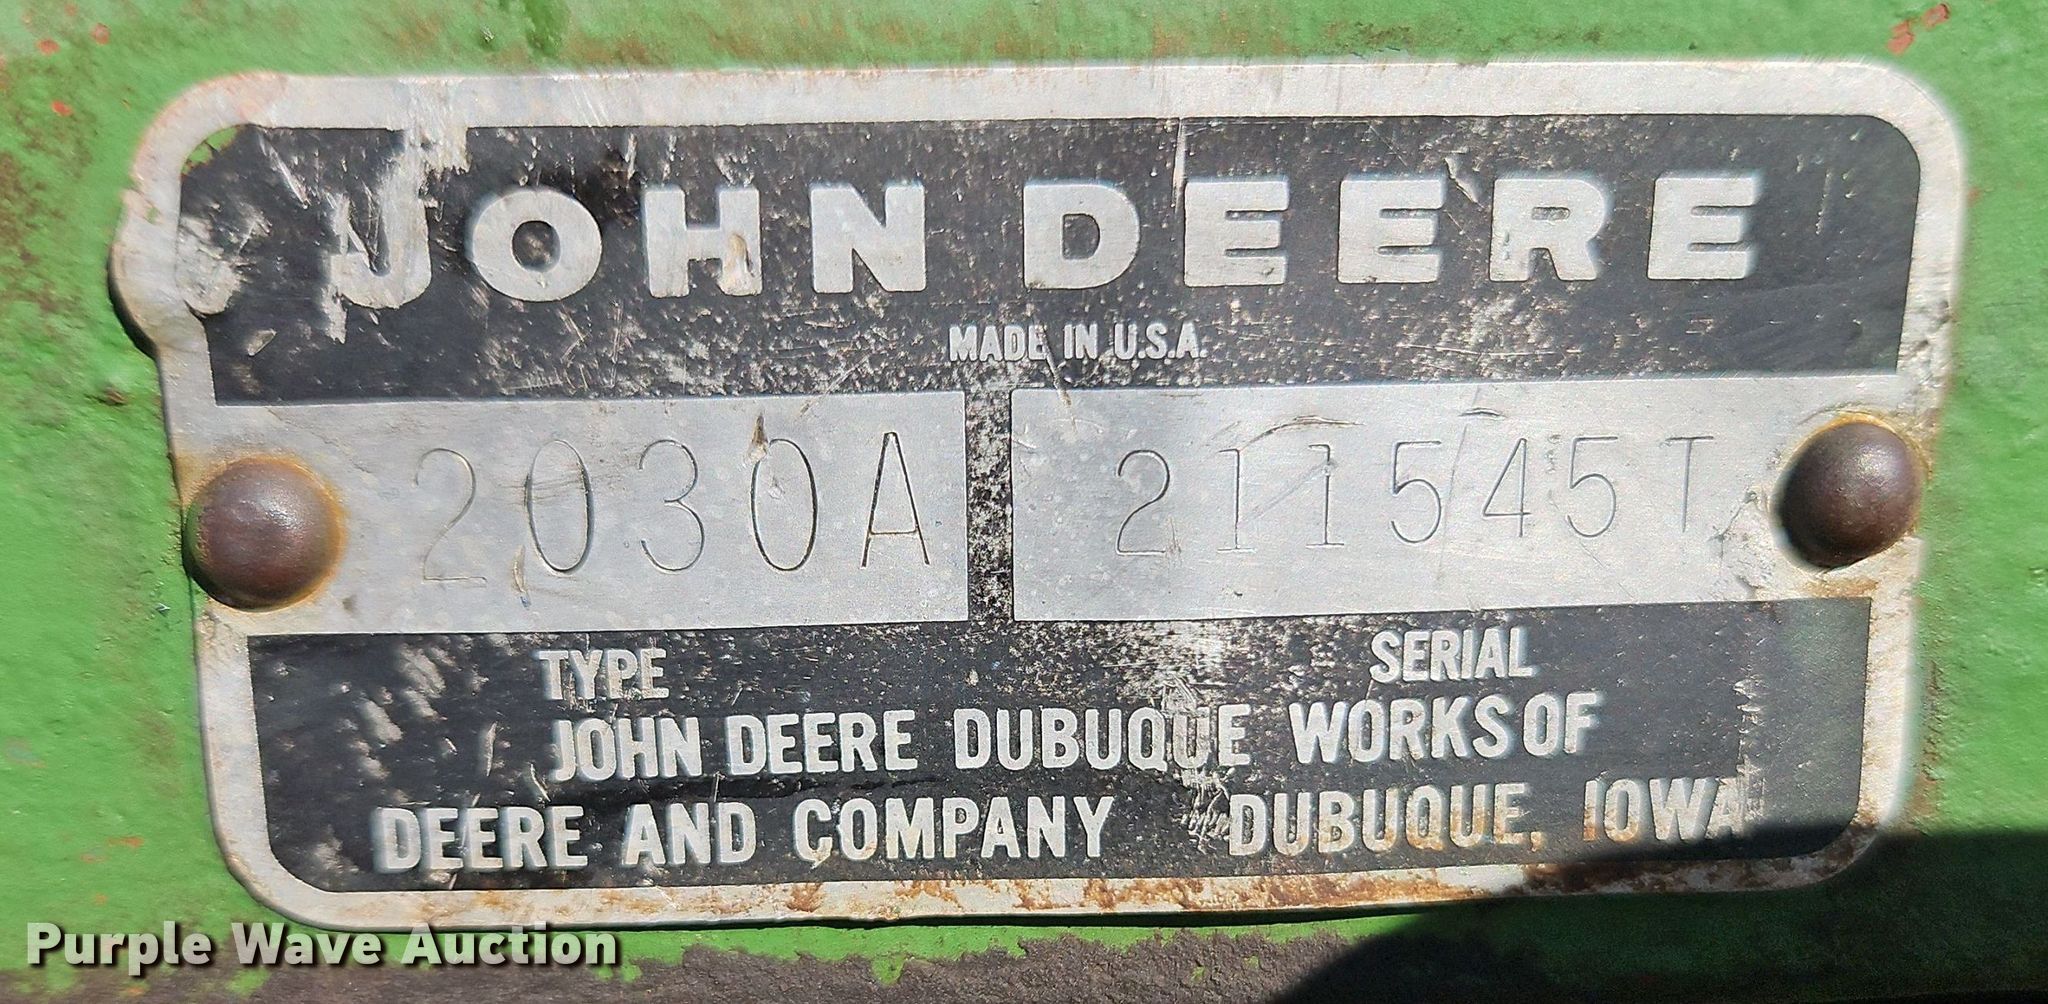 JOHN DEERE
MADE IN U.S.A.
2030A 211545T
TYPE SERIAL
JOHN DEERE DUBUQUE WORKS OF
DEERE AND COMPANY DUBUQUE, IOWA
Purple Wave Auction